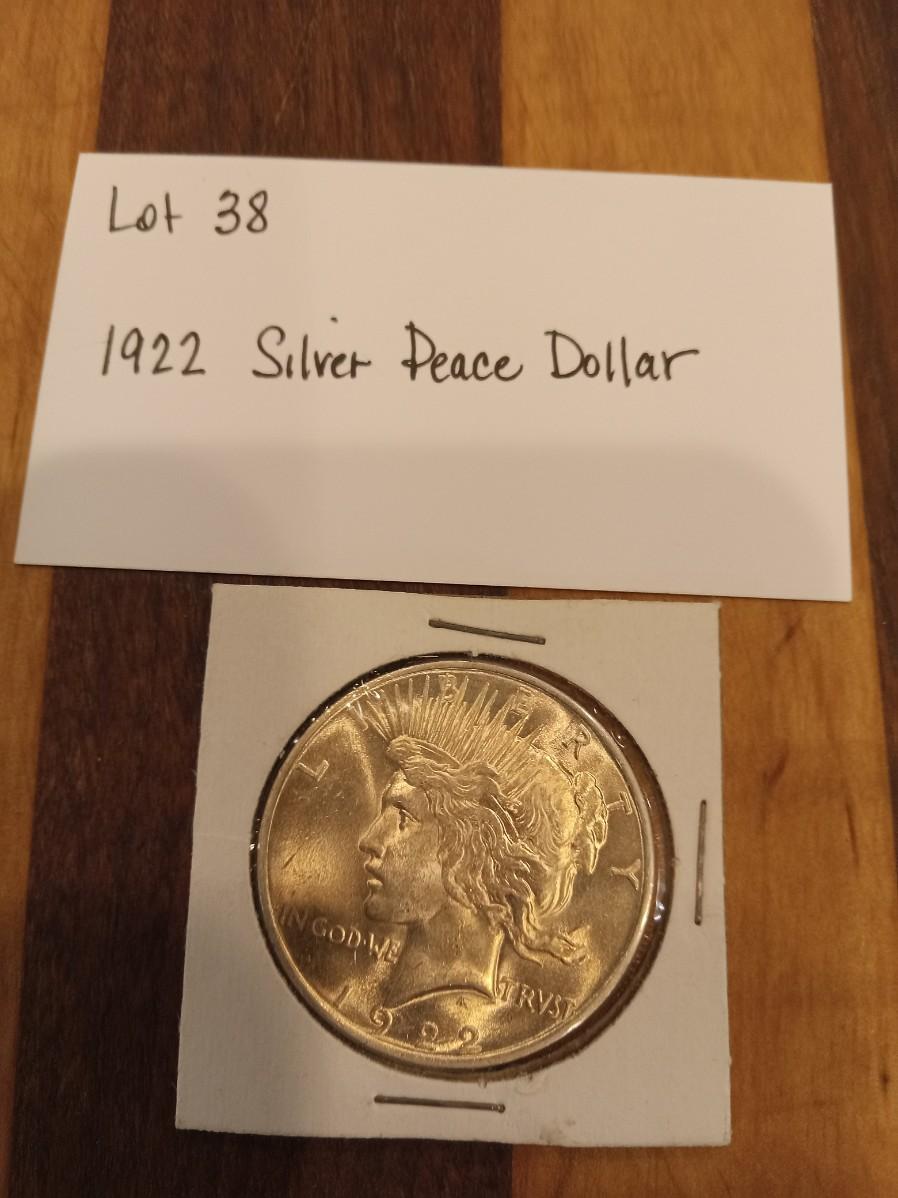 Lot 38
1922 Silver Peace Dollar
LIBERTY
IN GOD WE TRVST
1922